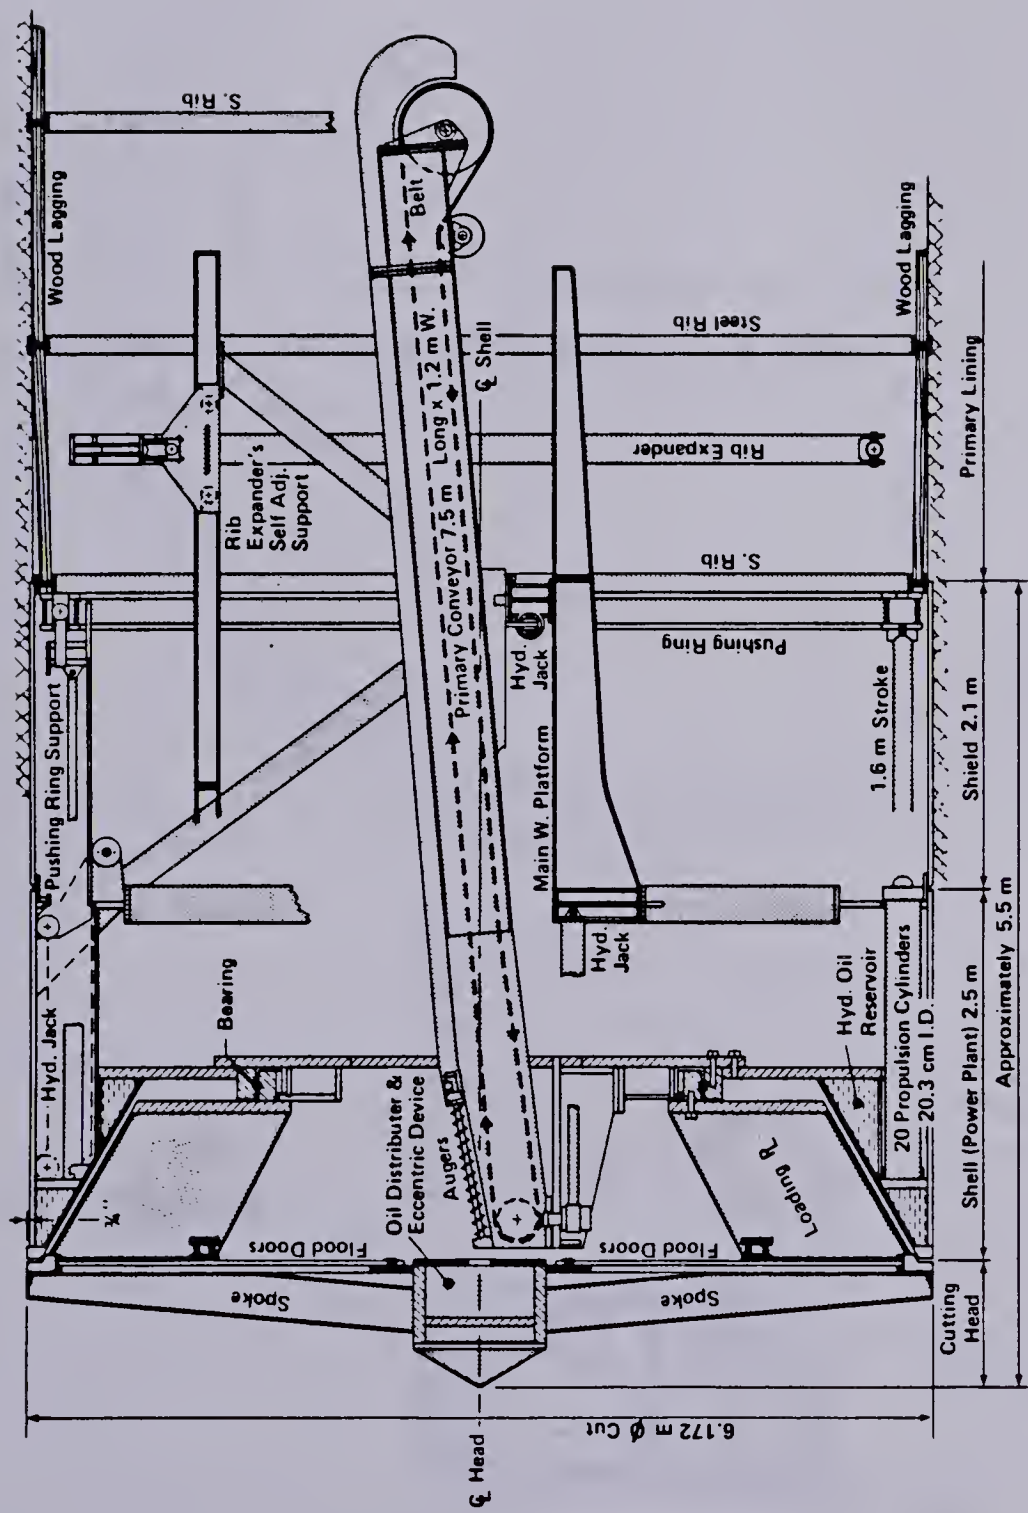 Wood Lagging
S. Rib
Pushing Ring Support
Hyd. Jack
¼''
Rib
Expander's
Self Adj.
Support
Bearing
Belt
Primary Conveyor 7.5 m Long x 1.2 m W.
Oil Distributer &
Eccentric Device
Augers
Flood Doors
Spoke
℄ Head
℄ Shell
Steel Rib
Rib Expander
S. Rib
Pushing Ring
Hyd.
Jack
Main W. Platform
Hyd.
Jack
Flood Doors
Spoke
Loading ℄
Hyd. Oil
Reservoir
Wood Lagging
1.6 m Stroke
20 Propulsion Cylinders
20.3 cm I.D.
Cutting
Head
Shell (Power Plant) 2.5 m
Shield 2.1 m
Primary Lining
Approximately 5.5 m
6.172 m ϕ Cut